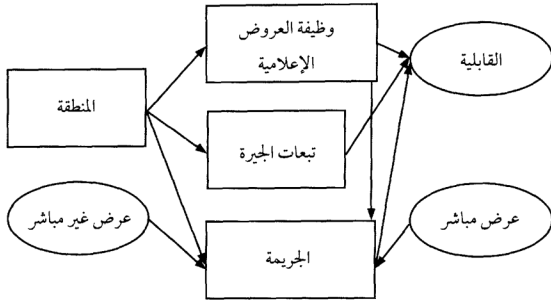 وظيفة العروض
الإعلامية
القابلية
المنطقة
تبعات الجيرة
عرض غير مباشر
عرض مباشر
الجريمة